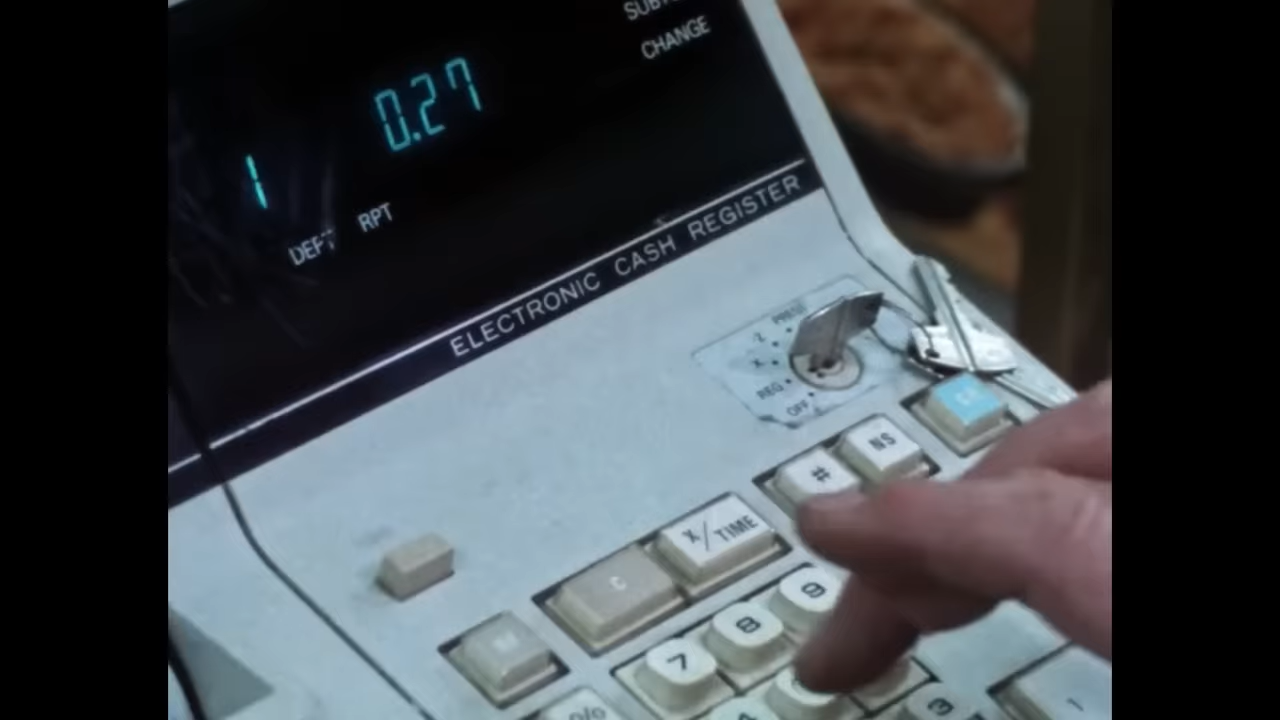 CHANGE
0.27
1
DEPT RPT
ELECTRONIC CASH REGISTER
Z
X
REG
OFF
NS
#
X/TIME
C
9
8
7
3